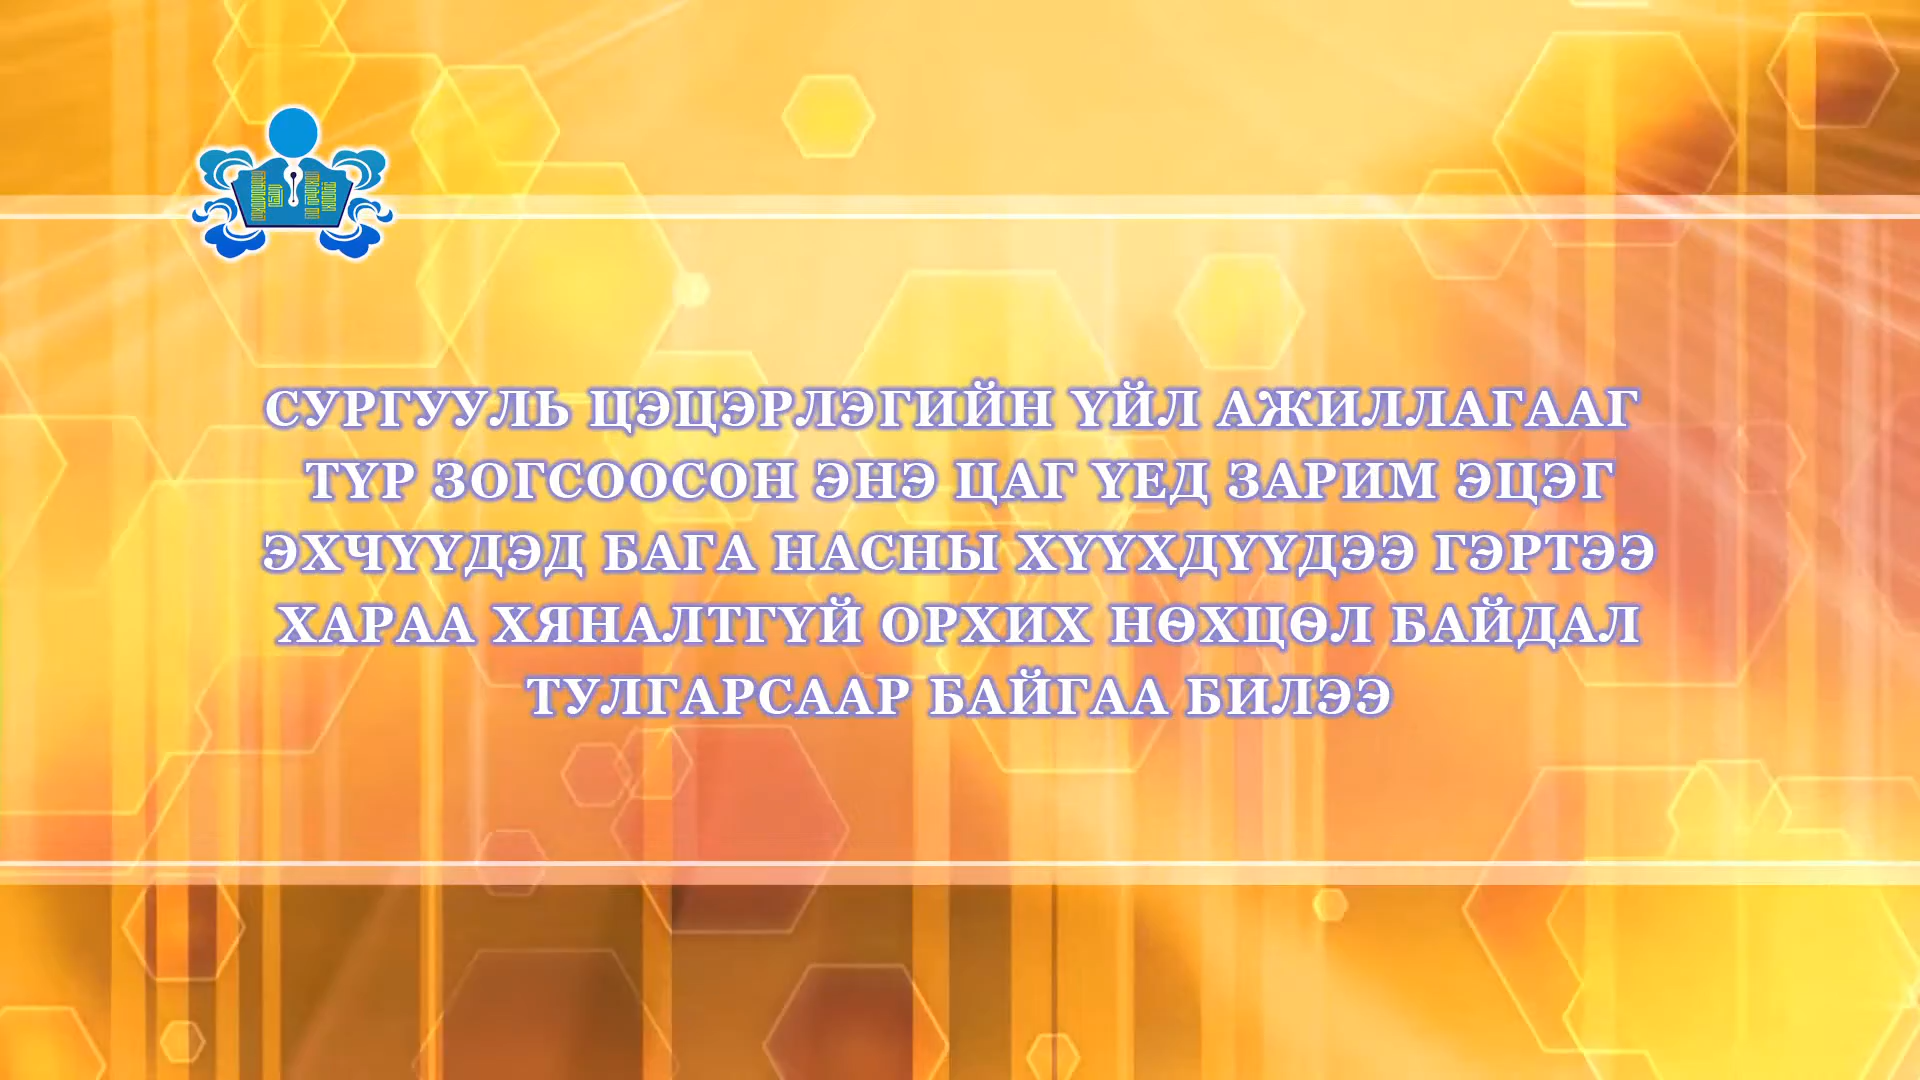 СУРГУУЛЬ ЦЭЦЭРЛЭГИЙН ҮЙЛ АЖИЛЛАГААГ
ТҮР ЗОГСООСОН ЭНЭ ЦАГ ҮЕД ЗАРИМ ЭЦЭГ
ЭХЧҮҮДЭД БАГА НАСНЫ ХҮҮХДҮҮДЭЭ ГЭРТЭЭ
ХАРАА ХЯНАЛТГҮЙ ОРХИХ НӨХЦӨЛ БАЙДАЛ
ТУЛГАРСААР БАЙГАА БИЛЭЭ